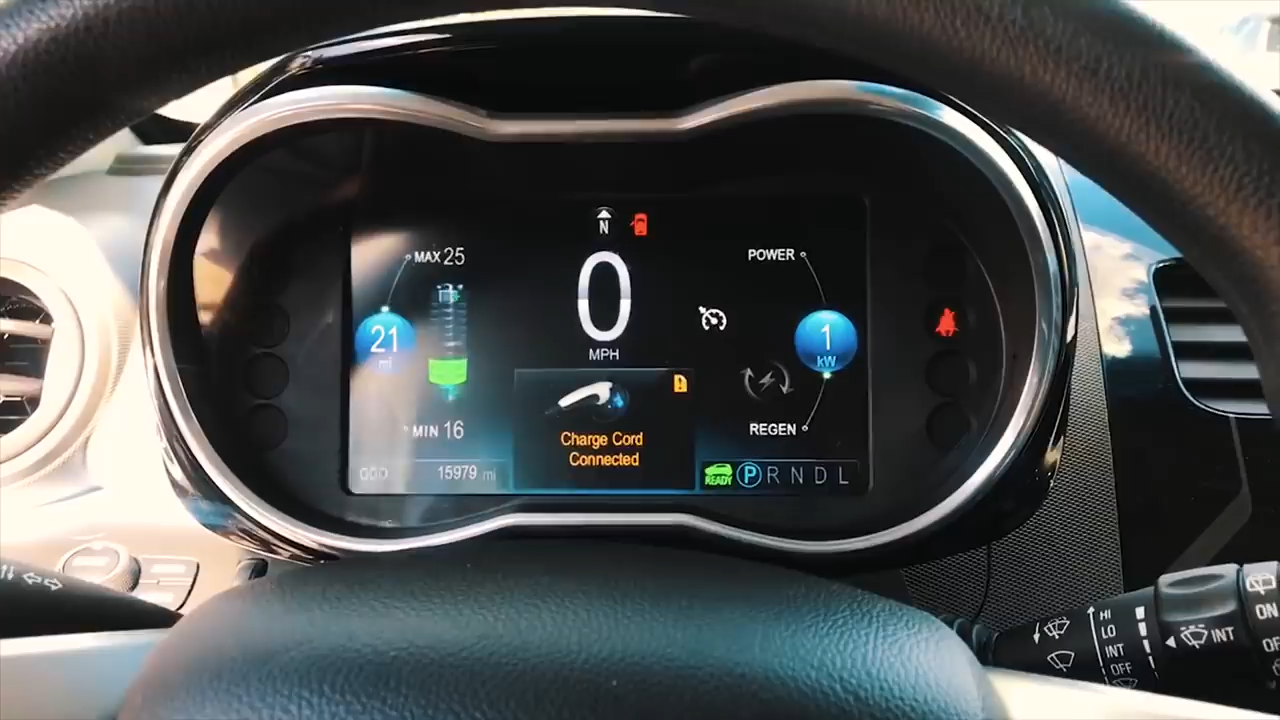 N
MAX 25
21
mi
MIN 16
ODO 15979 mi
0
MPH
Charge Cord
Connected
POWER
1
kW
REGEN
READY P R N D L
HI
LO
INT
OFF
INT
ON